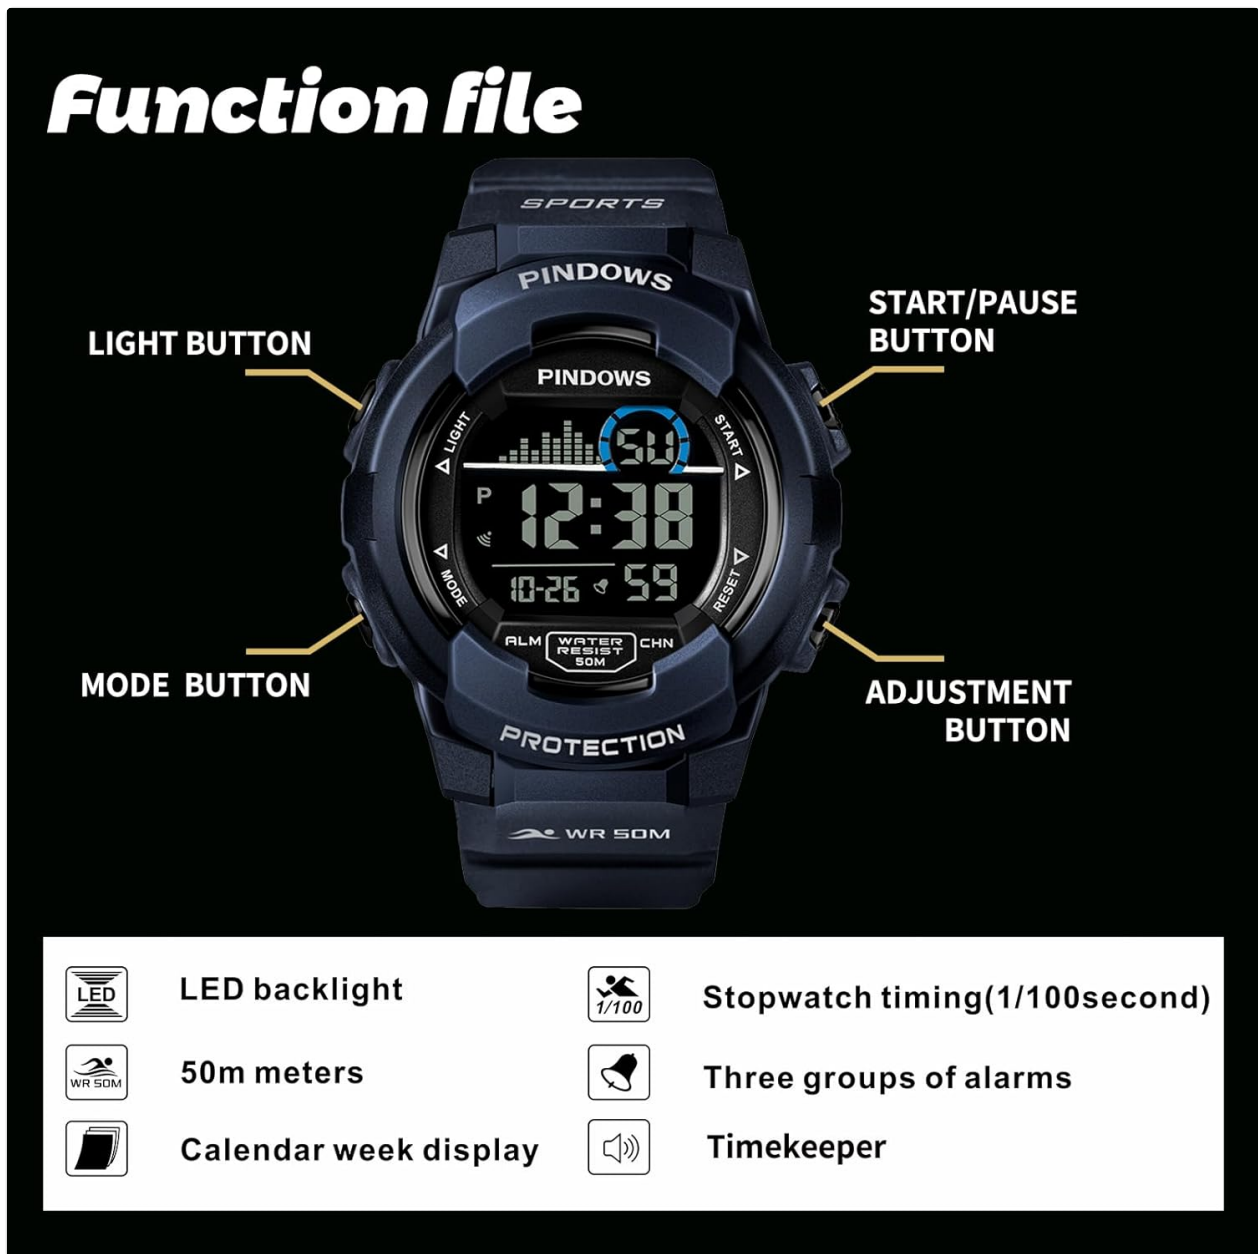 Function file
SPORTS
PINDOWS
LIGHT BUTTON
START/PAUSE
BUTTON
PINDOWS
LIGHT
START
SU
P
12:38
10-26
59
MODE
RESET
ALM
WATER
RESIST
50M
CHN
MODE BUTTON
ADJUSTMENT
BUTTON
PROTECTION
WR 50M
LED
LED backlight
1/100
Stopwatch timing(1/100second)
WR 50M
50m meters
Three groups of alarms
Calendar week display
Timekeeper